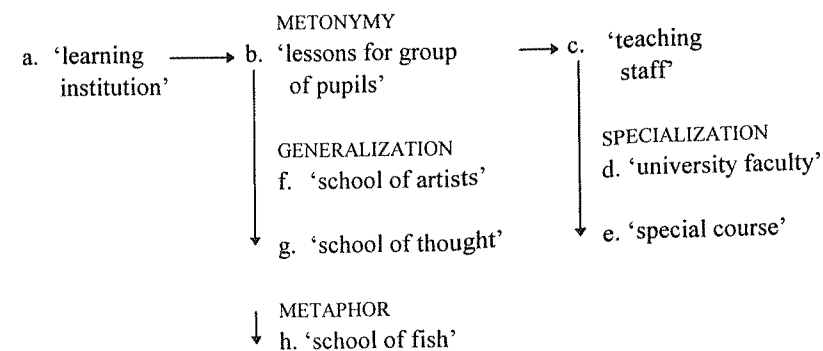 METONYMY
a. ‘learning institution’
b. ‘lessons for group of pupils’
c. ‘teaching staff’
GENERALIZATION
f. ‘school of artists’
g. ‘school of thought’
SPECIALIZATION
d. ‘university faculty’
e. ‘special course’
METAPHOR
h. ‘school of fish’